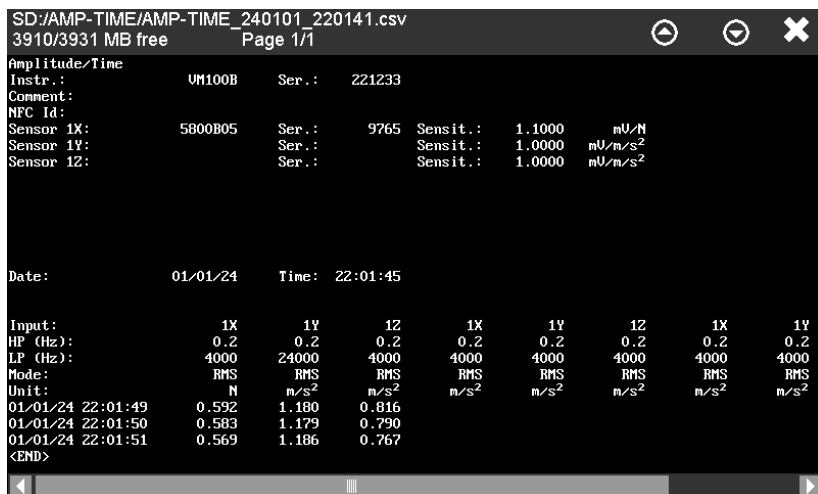 SD:/AMP-TIME/AMP-TIME_240101_220141.csv
3910/3931 MB free Page 1/1
Amplitude/Time
Instr.: VM100B Ser.: 221233
Comment:
NFC Id:
Sensor 1X: 5800B05 Ser.: 9765 Sensit.: 1.1000 mV/N
Sensor 1Y: Ser.: Sensit.: 1.0000 mV/m/s²
Sensor 1Z: Ser.: Sensit.: 1.0000 mV/m/s²
Date: 01/01/24 Time: 22:01:45
Input: 1X 1Y 1Z 1X 1Y 1Z 1X 1Y
HP (Hz): 0.2 0.2 0.2 0.2 0.2 0.2 0.2 0.2
LP (Hz): 4000 24000 4000 4000 4000 4000 4000 4000
Mode: RMS RMS RMS RMS RMS RMS RMS RMS
Unit: N m/s² m/s² m/s² m/s² m/s² m/s² m/s²
01/01/24 22:01:49 0.592 1.180 0.816
01/01/24 22:01:50 0.583 1.179 0.790
01/01/24 22:01:51 0.569 1.186 0.767
<END>